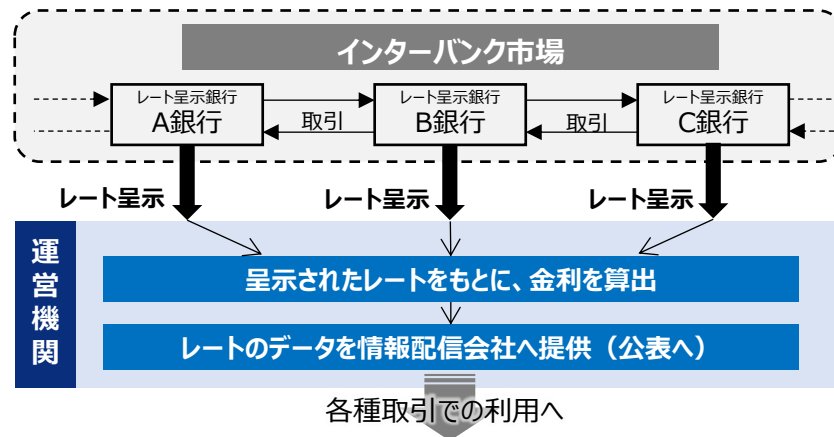 インターバンク市場
レート呈示銀行
A銀行
取引
レート呈示銀行
B銀行
取引
レート呈示銀行
C銀行
レート呈示
レート呈示
レート呈示
運営機関
呈示されたレートをもとに、金利を算出
レートのデータを情報配信会社へ提供（公表へ）
各種取引での利用へ